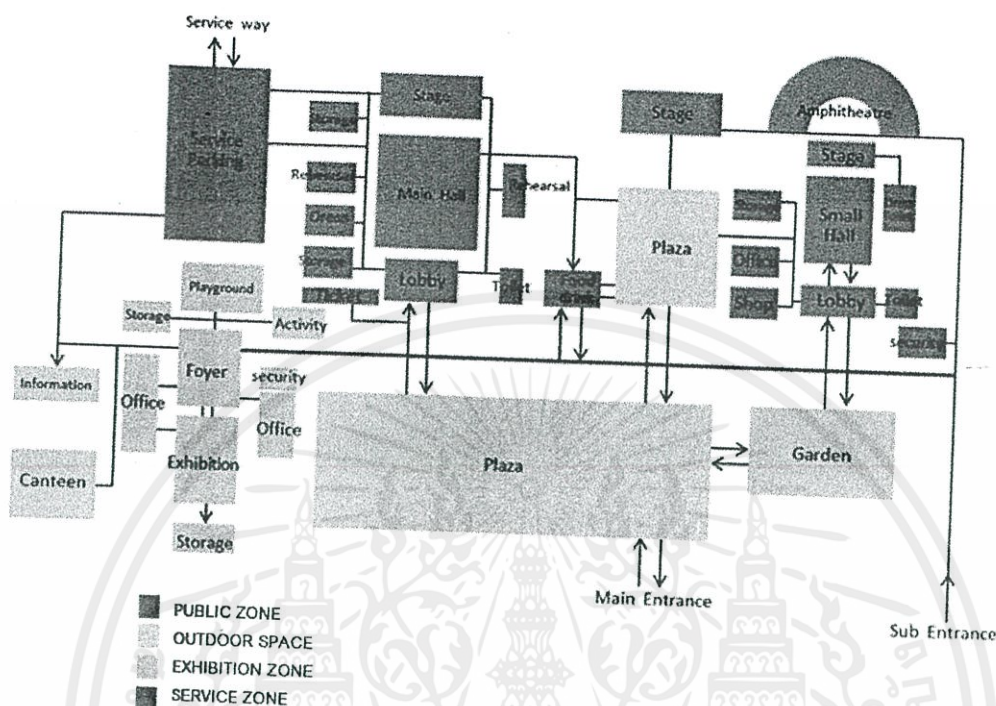 Service way
Service
Parking
Storage
Rehearsal
Dress
Storage
Ticket
Stage
Main Hall
Lobby
Rehearsal
Toilet
Food
drink
Stage
Plaza
Amphitheatre
Stage
Storage
Office
Shop
Small
Hall
Lobby
Toilet
security
Playground
Storage
Activity
Information
Foyer
Office
security
Office
Canteen
Exhibition
Storage
Plaza
Garden
Main Entrance
Sub Entrance
PUBLIC ZONE
OUTDOOR SPACE
EXHIBITION ZONE
SERVICE ZONE